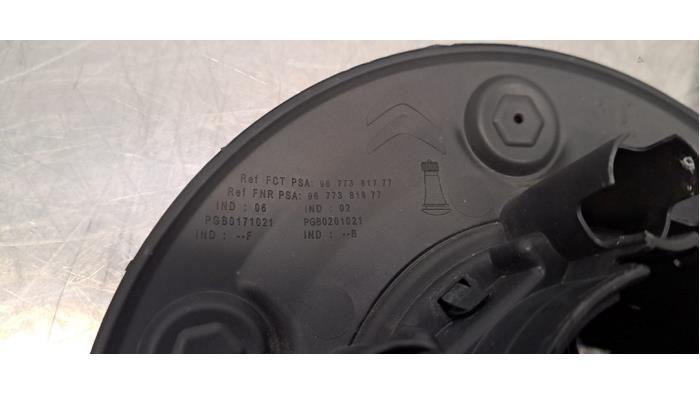 Ref FCT PSA: 96 773 817 77
Ref FNR PSA: 96 773 819 77
IND : 06 IND : 02
PGB0171021 PGB0201021
IND : --F IND : --B